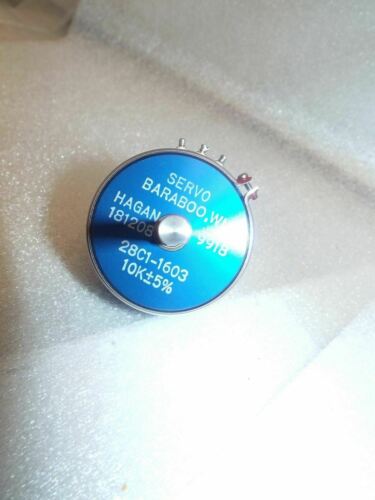 SERVO
BARABOO, WI
HAGAN
181208 9918
28C1-1603
10K±5%